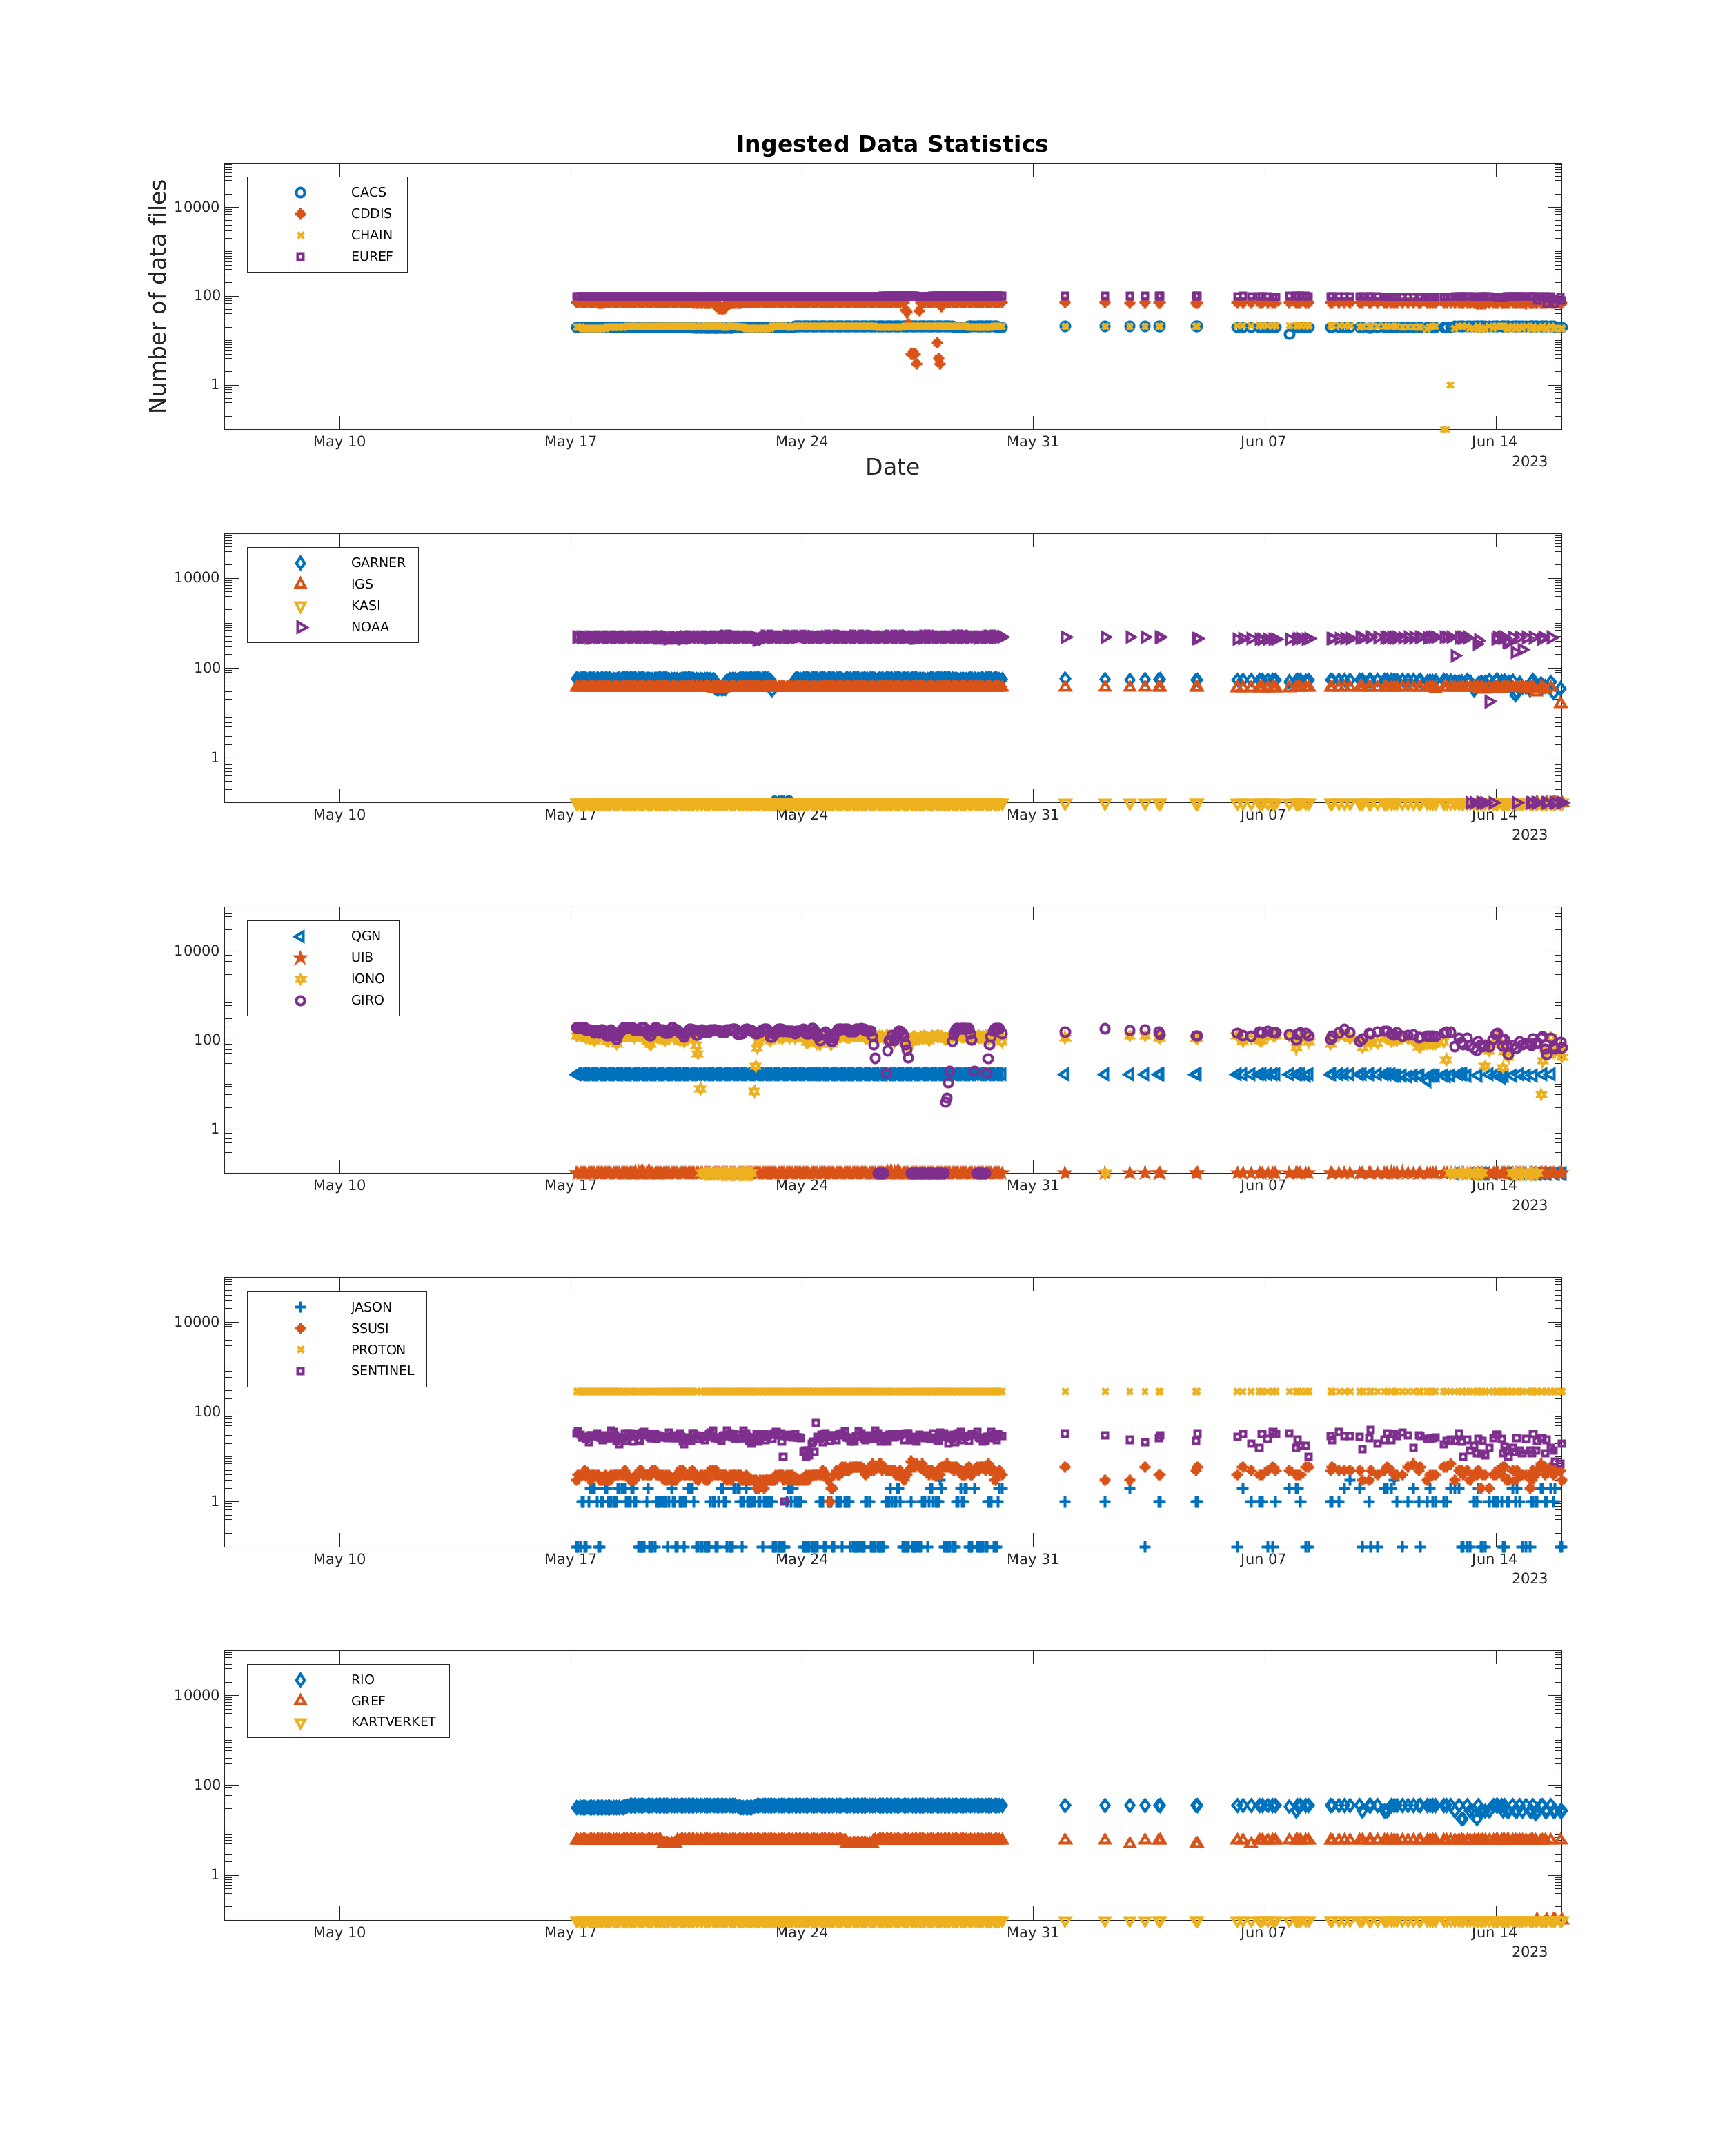 Ingested Data Statistics
Number of data files
10000
100
1
CACS
CDDIS
CHAIN
EUREF
May 10 May 17 May 24 May 31 Jun 07 Jun 14
2023
Date
10000
100
1
GARNER
IGS
KASI
NOAA
May 10 May 17 May 24 May 31 Jun 07 Jun 14
2023
10000
100
1
QGN
UIB
IONO
GIRO
May 10 May 17 May 24 May 31 Jun 07 Jun 14
2023
10000
100
1
JASON
SSUSI
PROTON
SENTINEL
May 10 May 17 May 24 May 31 Jun 07 Jun 14
2023
10000
100
1
RIO
GREF
KARTVERKET
May 10 May 17 May 24 May 31 Jun 07 Jun 14
2023